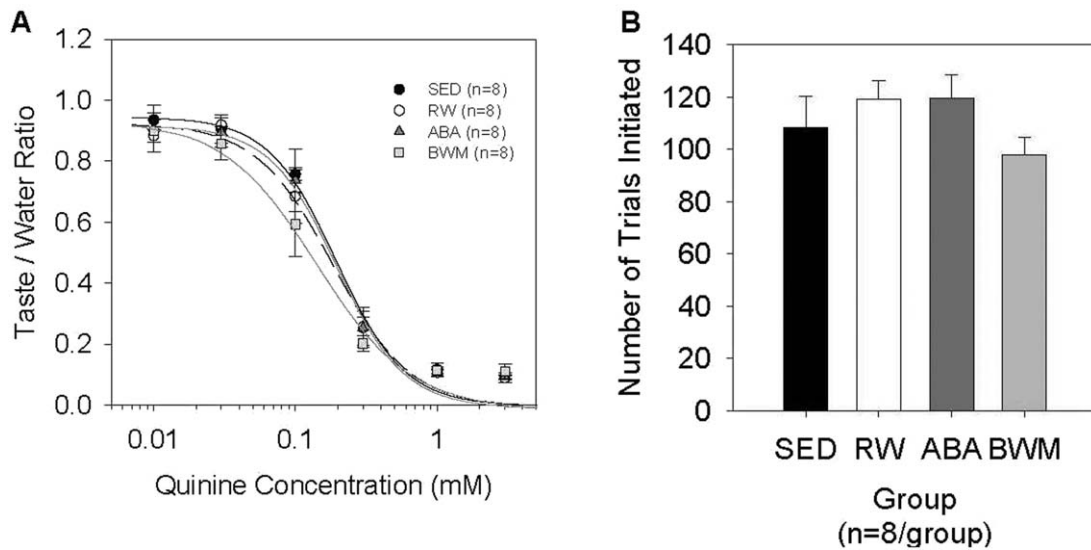 A
1.2
1.0
0.8
0.6
0.4
0.2
0.0
Taste / Water Ratio
SED (n=8)
RW (n=8)
ABA (n=8)
BWM (n=8)
0.01 0.1 1
Quinine Concentration (mM)
B
140
120
100
80
60
40
20
0
Number of Trials Initiated
SED RW ABA BWM
Group
(n=8/group)